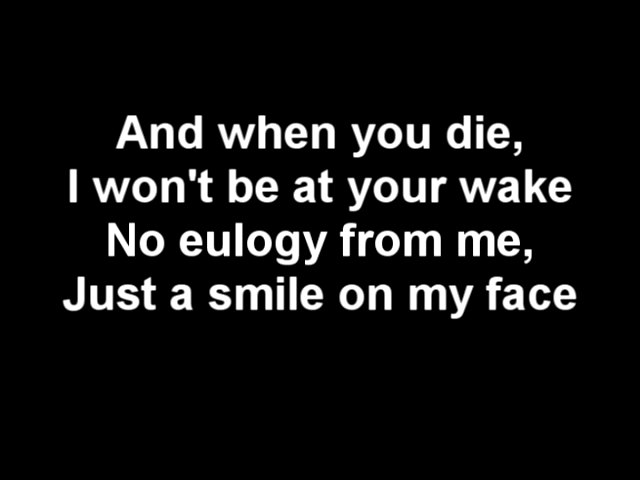 And when you die,
I won't be at your wake
No eulogy from me,
Just a smile on my face